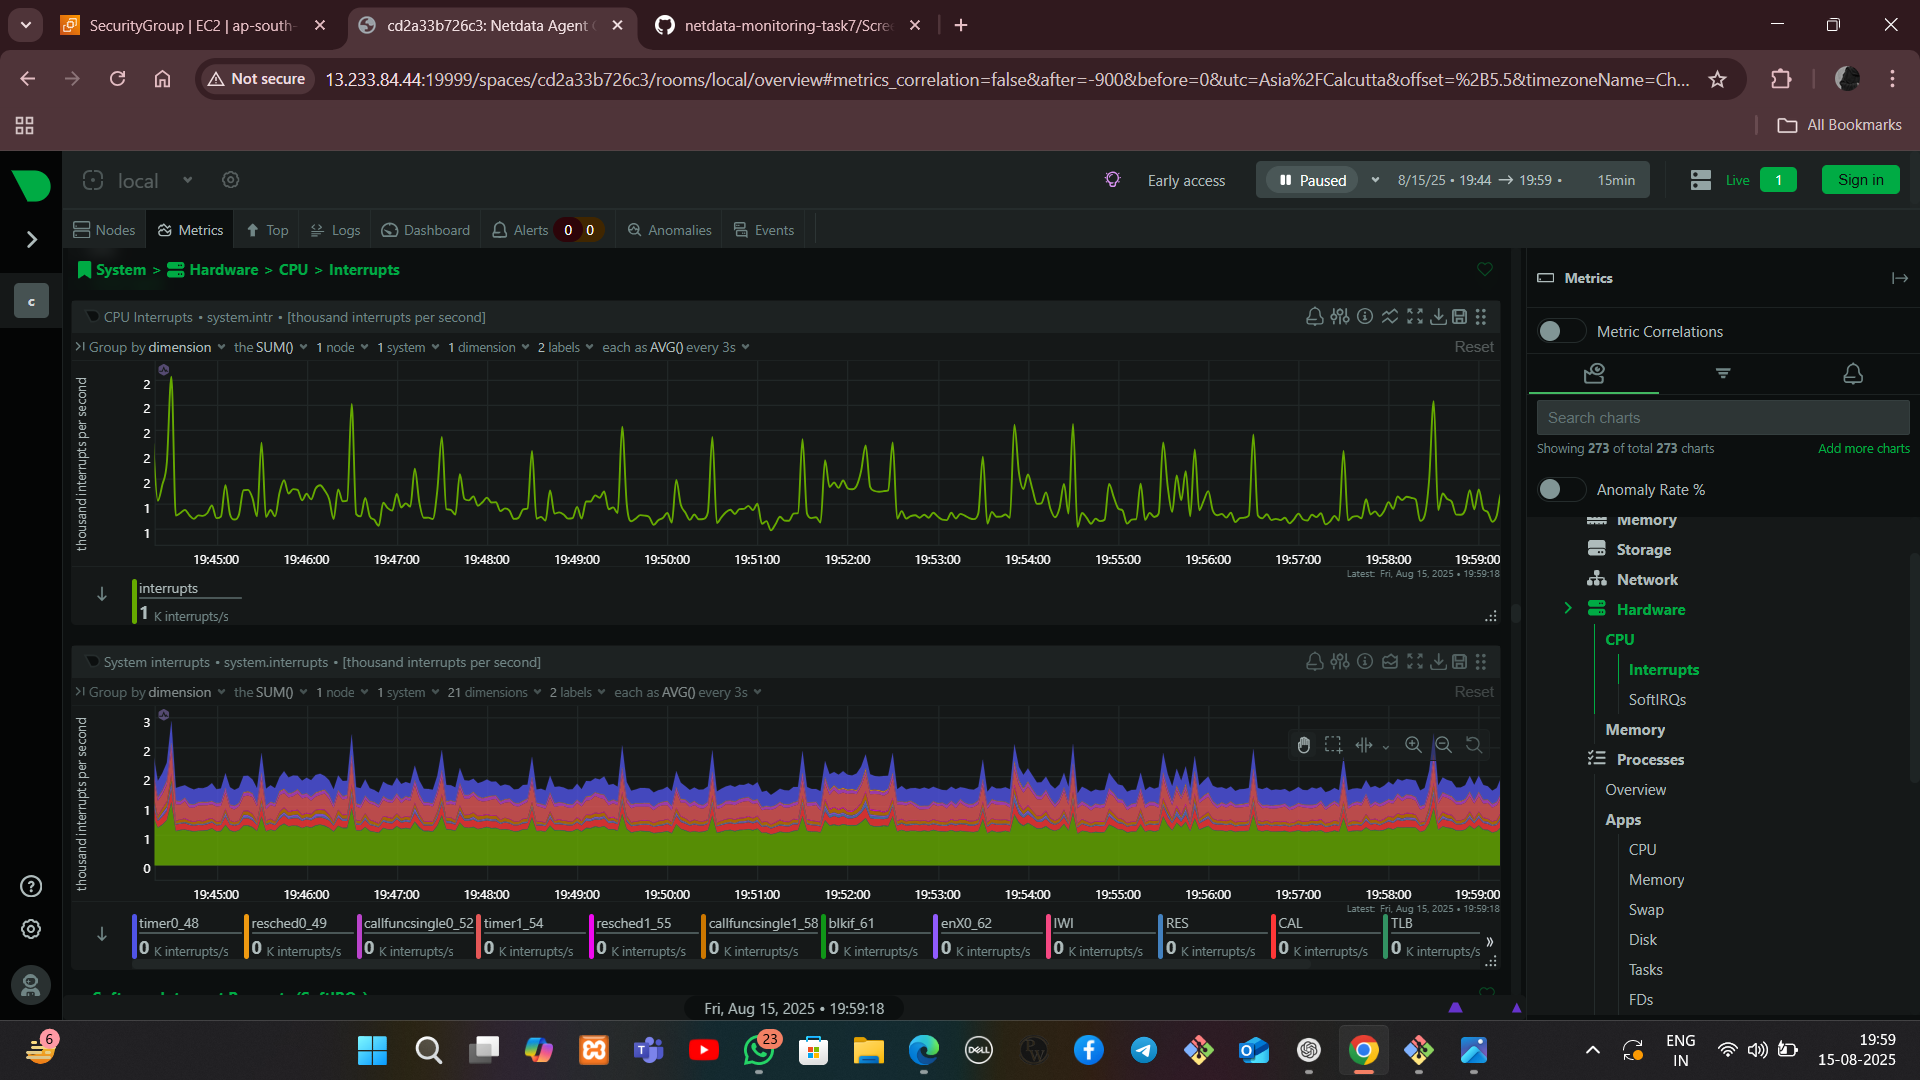 SecurityGroup | EC2 | ap-south-
cd2a33b726c3: Netdata Agent
netdata-monitoring-task7/Scre
Not secure
13.233.84.44:19999/spaces/cd2a33b726c3/rooms/local/overview#metrics_correlation=false&after=-900&before=0&utc=Asia%2FCalcutta&offset=%2B5.5&timezoneName=Ch...
All Bookmarks
local
Early access
Paused
8/15/25 • 19:44 → 19:59 •
15min
Live
1
Sign in
Nodes
Metrics
Top
Logs
Dashboard
Alerts 0 0
Anomalies
Events
c
System > Hardware > CPU > Interrupts
CPU Interrupts • system.intr • [thousand interrupts per second]
Group by dimension the SUM() 1 node 1 system 1 dimension 2 labels each as AVG() every 3s
Reset
thousand interrupts per second
2
2
2
2
2
1
1
19:45:00 19:46:00 19:47:00 19:48:00 19:49:00 19:50:00 19:51:00 19:52:00 19:53:00 19:54:00 19:55:00 19:56:00 19:57:00 19:58:00 19:59:00
Latest: Fri, Aug 15, 2025 • 19:59:18
interrupts
1 K interrupts/s
System interrupts • system.interrupts • [thousand interrupts per second]
Group by dimension the SUM() 1 node 1 system 21 dimensions 2 labels each as AVG() every 3s
Reset
thousand interrupts per second
3
2
2
1
1
0
19:45:00 19:46:00 19:47:00 19:48:00 19:49:00 19:50:00 19:51:00 19:52:00 19:53:00 19:54:00 19:55:00 19:56:00 19:57:00 19:58:00 19:59:00
Latest: Fri, Aug 15, 2025 • 19:59:18
timer0_48 resched0_49 callfuncsingle0_52 timer1_54 resched1_55 callfuncsingle1_58 blkif_61 enX0_62 IWI RES CAL TLB
0 K interrupts/s 0 K interrupts/s 0 K interrupts/s 0 K interrupts/s 0 K interrupts/s 0 K interrupts/s 0 K interrupts/s 0 K interrupts/s 0 K interrupts/s 0 K interrupts/s 0 K interrupts/s 0 K interrupts/s
Fri, Aug 15, 2025 • 19:59:18
Metrics
Metric Correlations
Search charts
Showing 273 of total 273 charts
Add more charts
Anomaly Rate %
Memory
Storage
Network
Hardware
CPU
Interrupts
SoftIRQs
Memory
Processes
Overview
Apps
CPU
Memory
Swap
Disk
Tasks
FDs
6
T
23
DELL
PW
ENG
IN
19:59
15-08-2025